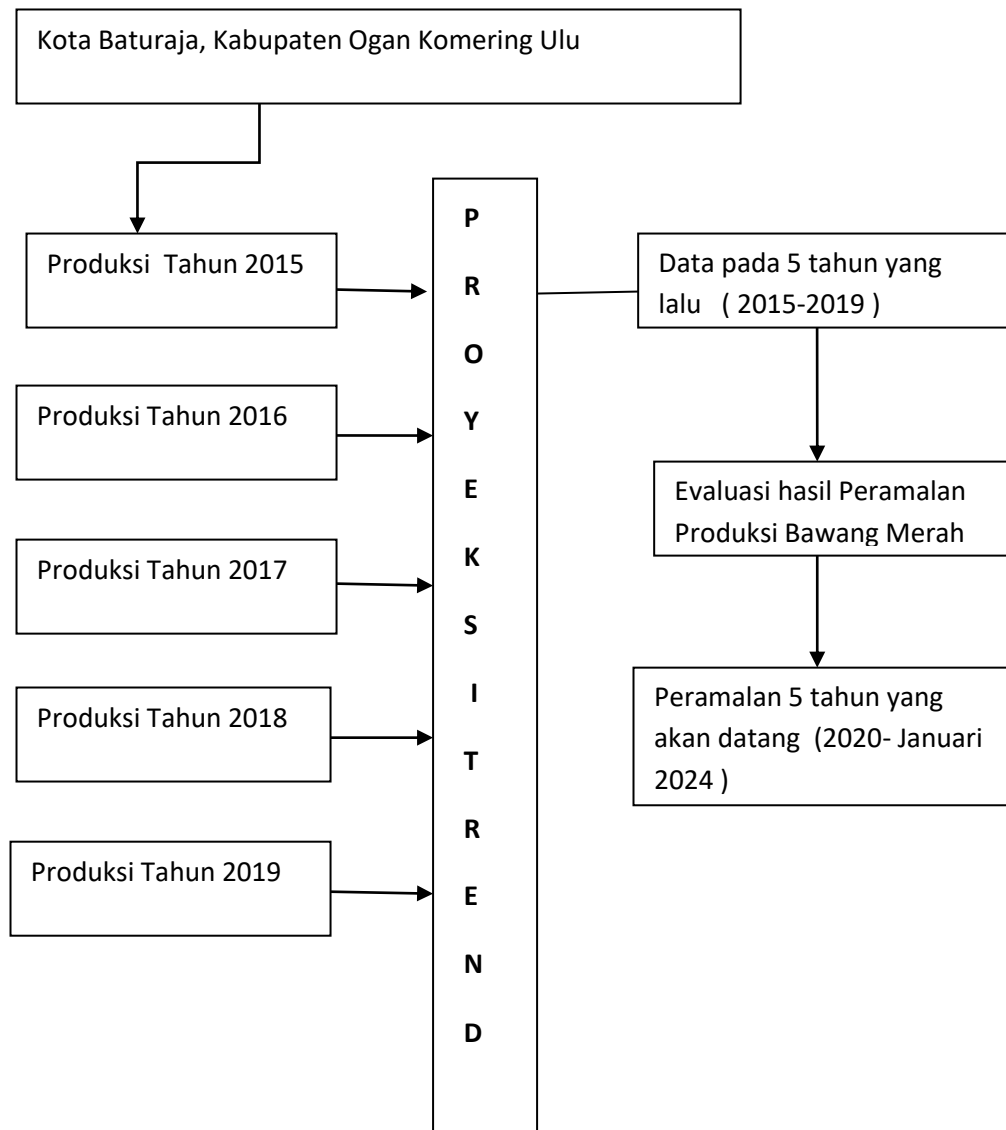 Kota Baturaja, Kabupaten Ogan Komering Ulu
Produksi  Tahun 2015
Produksi Tahun 2016
Produksi Tahun 2017
Produksi Tahun 2018
Produksi Tahun 2019
P
R
O
Y
E
K
S
I
T
R
E
N
D
Data pada 5 tahun yang
lalu   ( 2015-2019 )
Evaluasi hasil Peramalan
Produksi Bawang Merah
Peramalan 5 tahun yang
akan datang  (2020- Januari
2024 )